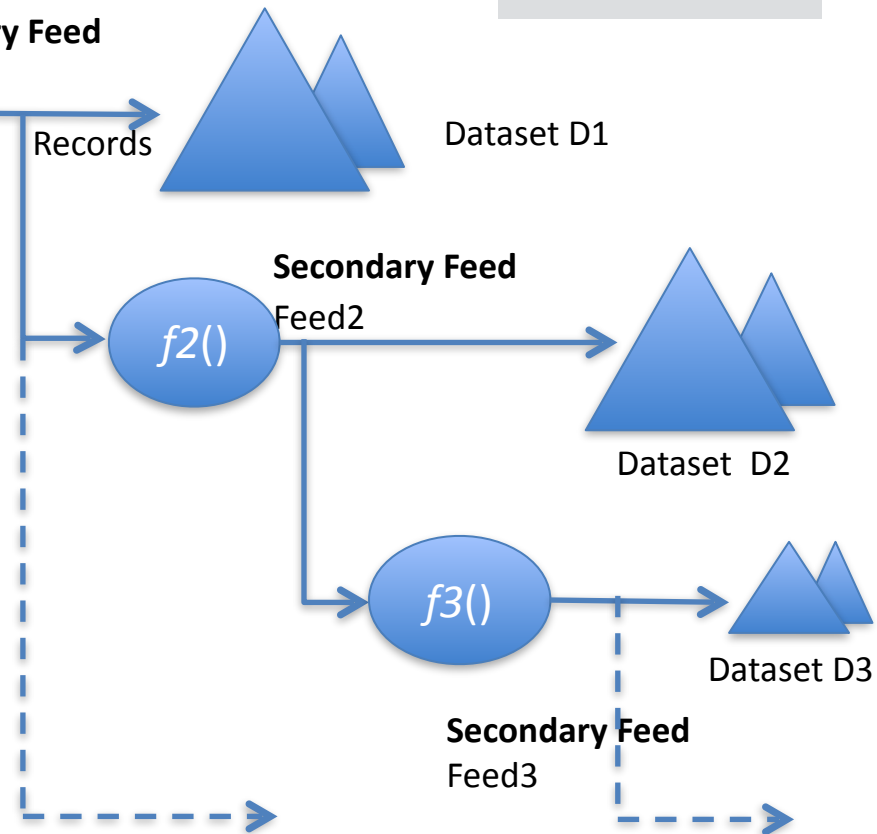 y Feed
Records
Dataset D1
Secondary Feed
Feed2
f2()
Dataset D2
f3()
Dataset D3
Secondary Feed
Feed3